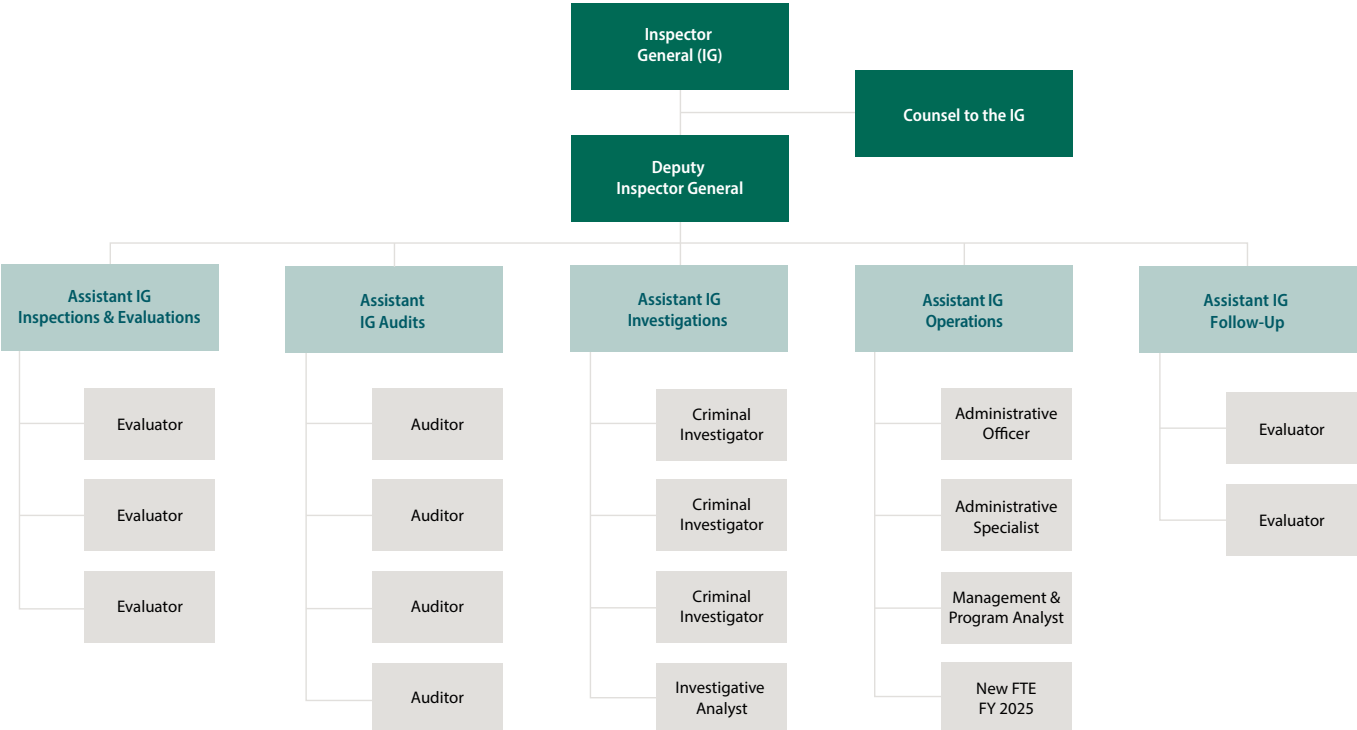 Inspector
General (IG)
Counsel to the IG
Deputy
Inspector General
Assistant IG
Inspections & Evaluations
Evaluator
Evaluator
Evaluator
Assistant
IG Audits
Auditor
Auditor
Auditor
Auditor
Assistant IG
Investigations
Criminal
Investigator
Criminal
Investigator
Criminal
Investigator
Investigative
Analyst
Assistant IG
Operations
Administrative
Officer
Administrative
Specialist
Management &
Program Analyst
New FTE
FY 2025
Assistant IG
Follow-Up
Evaluator
Evaluator